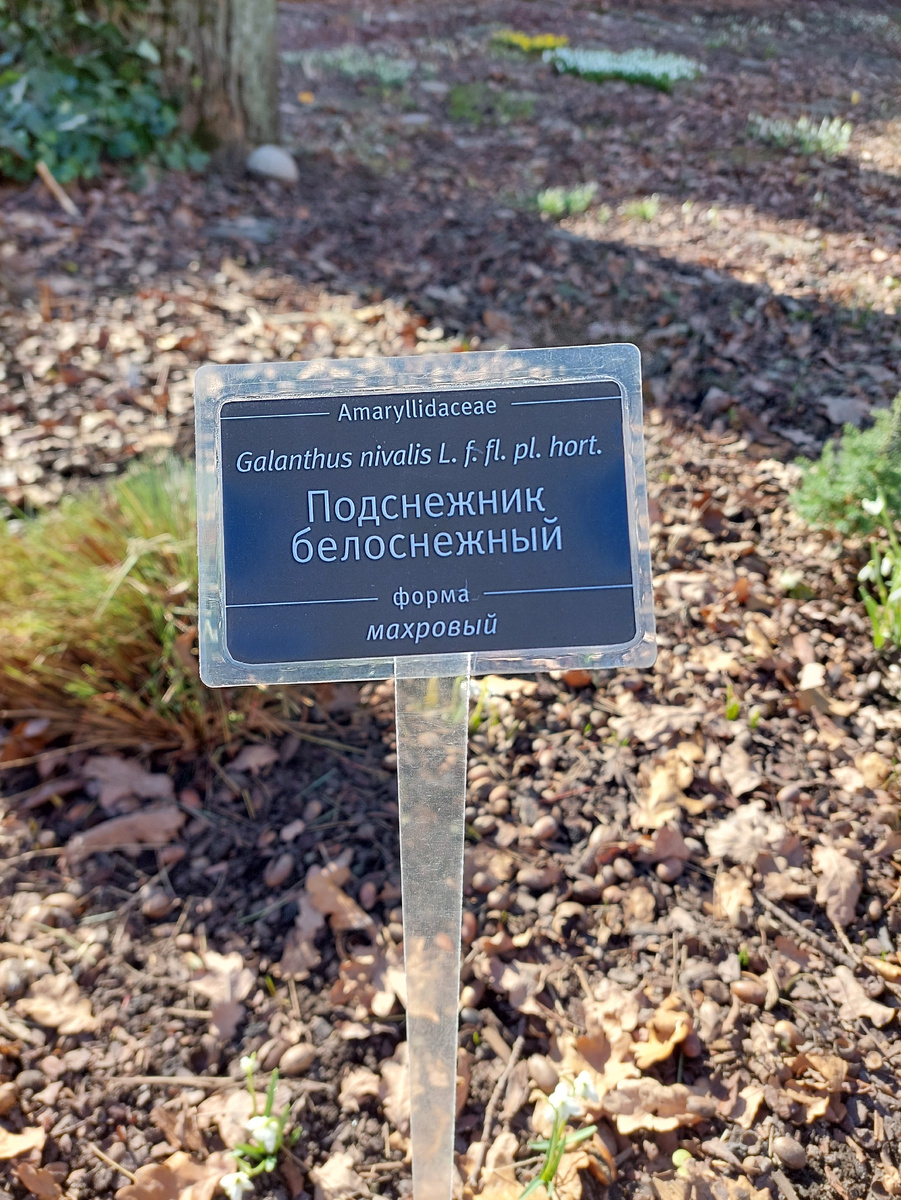 Amaryllidaceae
Galanthus nivalis L. f. fl. pl. hort.
Подснежник
белоснежный
форма
махровый